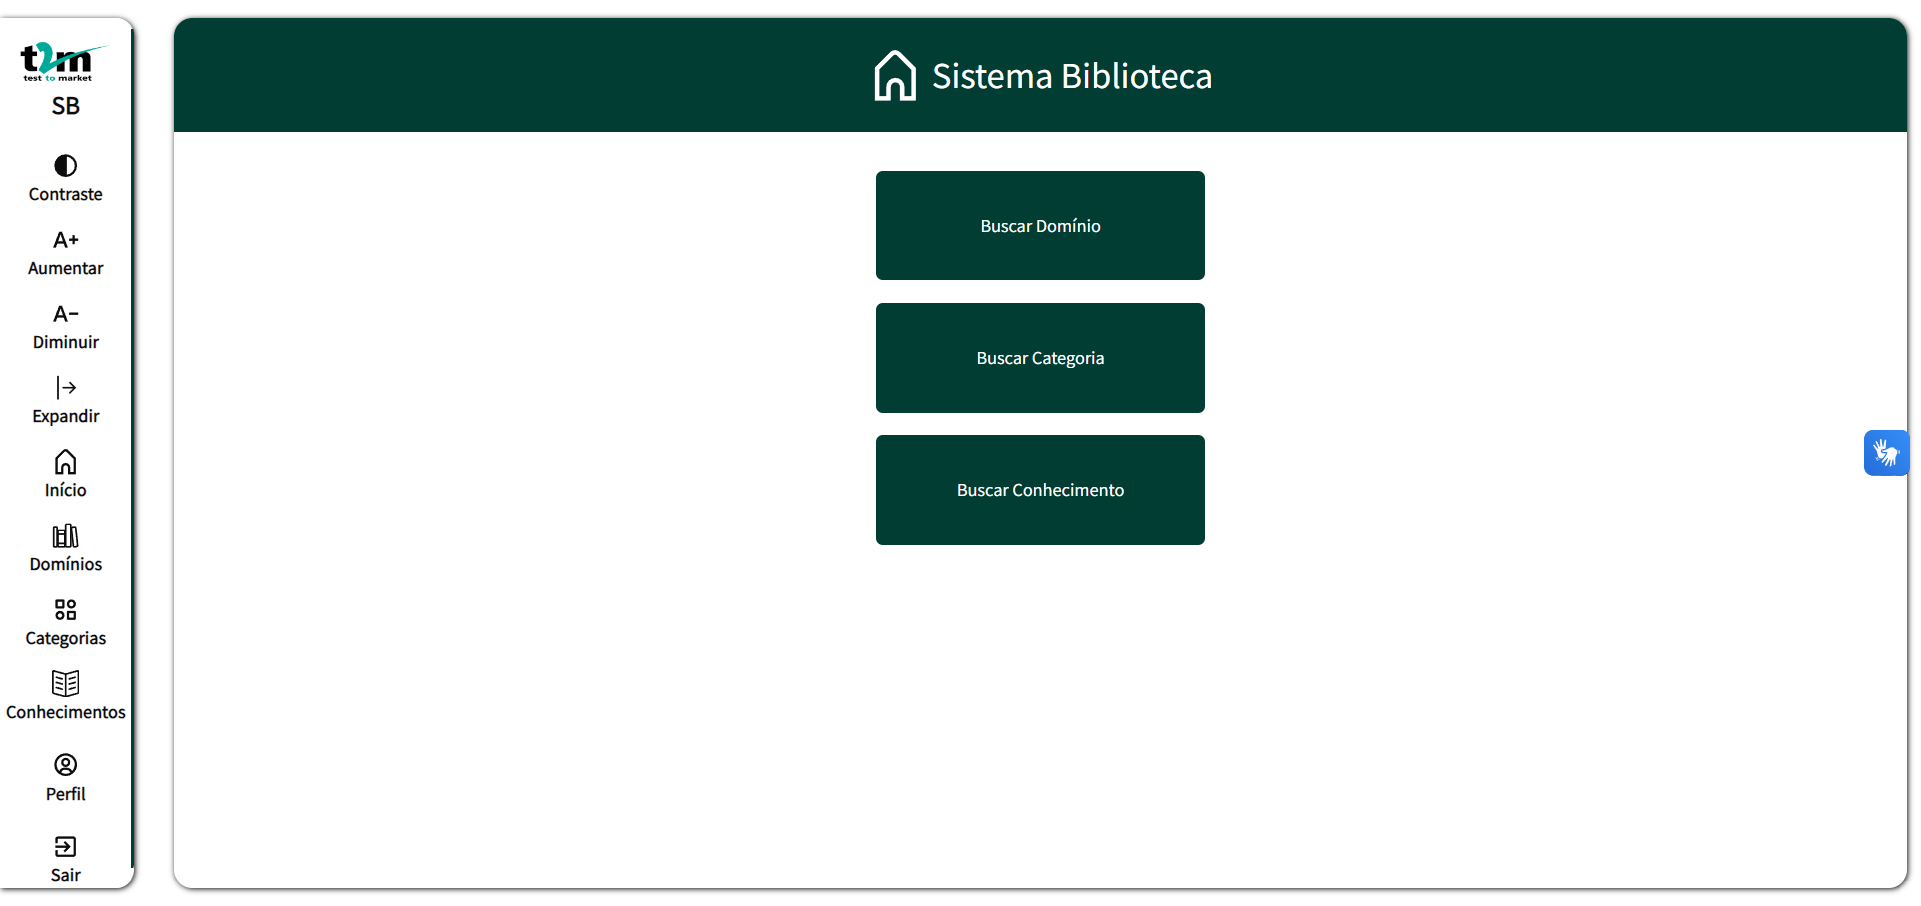 t2m
test to market
SB
Contraste
A+
Aumentar
A-
Diminuir
Expandir
Início
Domínios
Categorias
Conhecimentos
Perfil
Sair
Sistema Biblioteca
Buscar Domínio
Buscar Categoria
Buscar Conhecimento